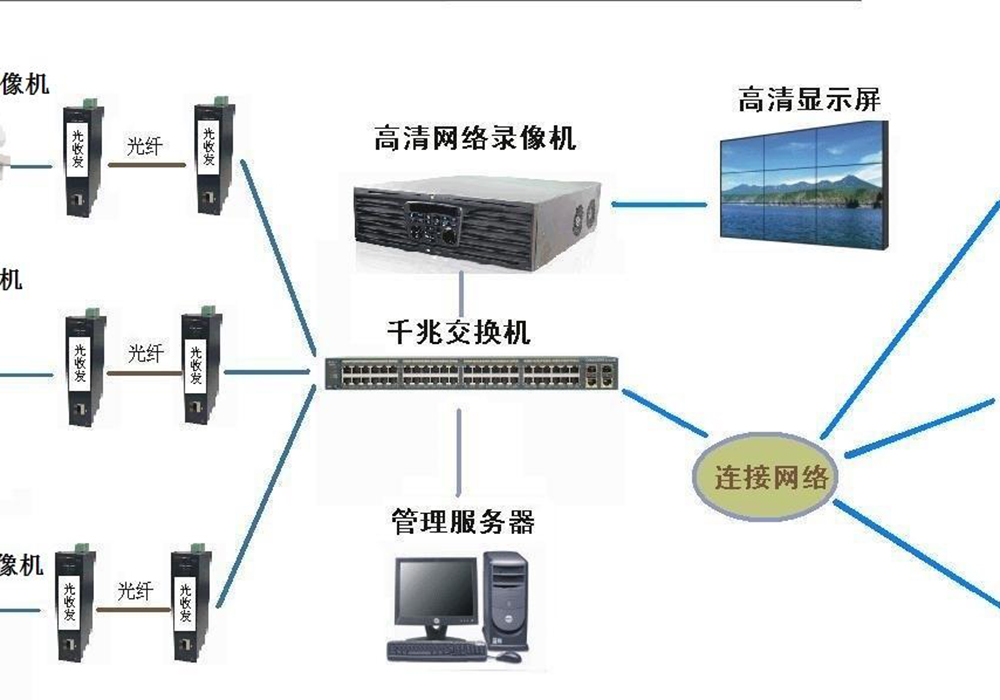 像机
高清显示屏
高清网络录像机
光收发
光纤
光收发
机
千兆交换机
光收发
光纤
光收发
连接网络
管理服务器
像机
光收发
光纤
光收发